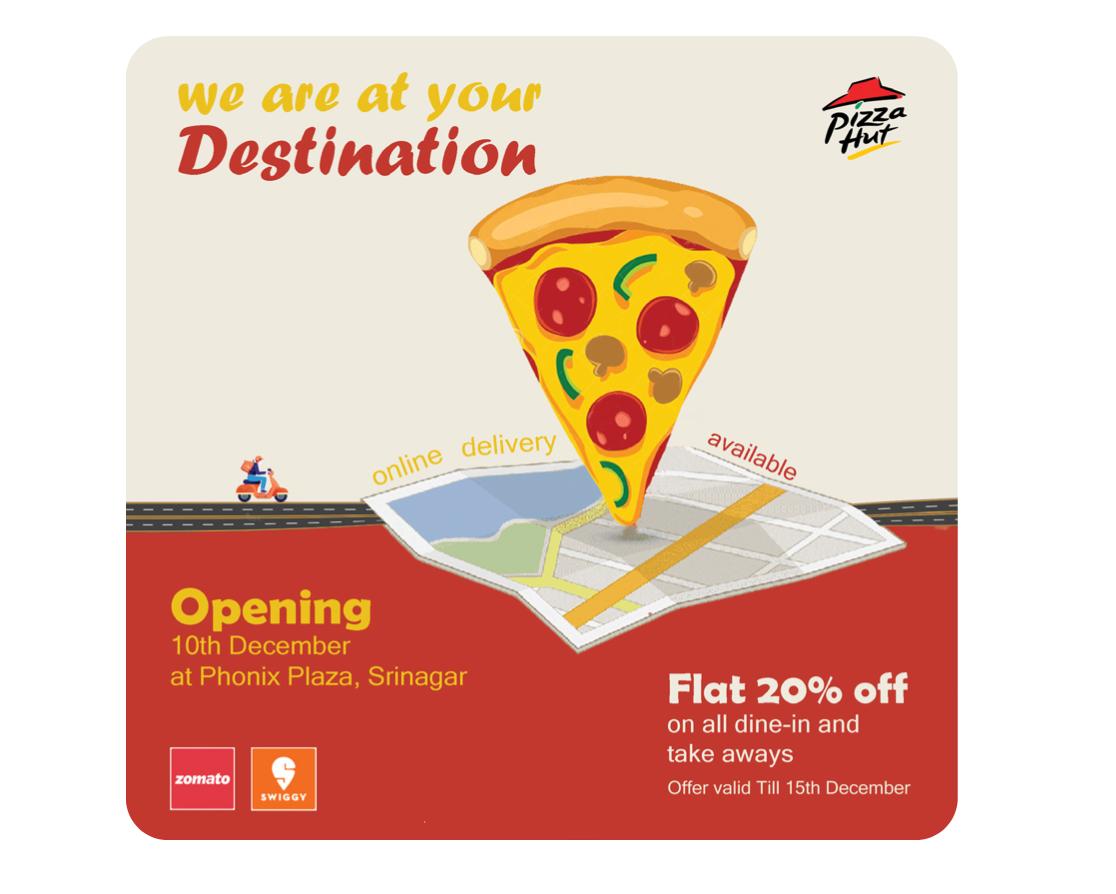 we are at your
Destination
Pizza
Hut
online delivery available
Opening
10th December
at Phonix Plaza, Srinagar
Flat 20% off
on all dine-in and
take aways
Offer valid Till 15th December
zomato
SWIGGY